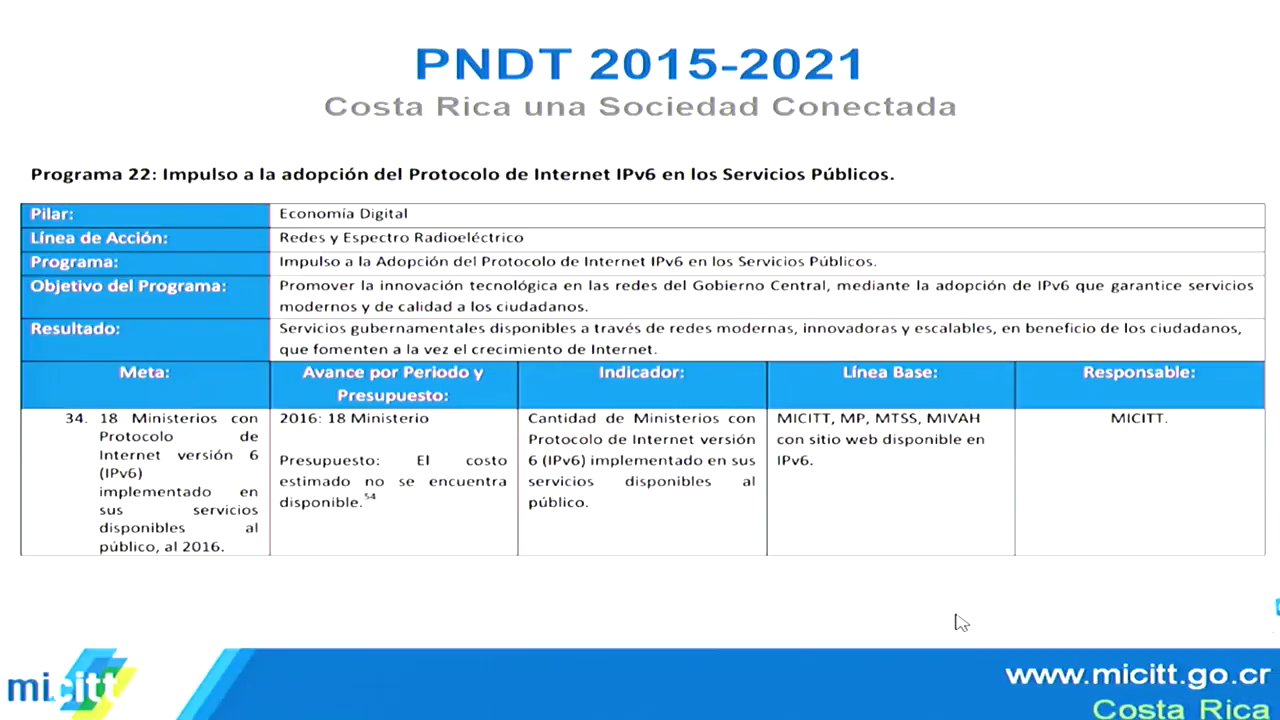 PNDT 2015-2021
Costa Rica una Sociedad Conectada
Programa 22: Impulso a la adopción del Protocolo de Internet IPv6 en los Servicios Públicos.
Pilar:
Economía Digital
Línea de Acción:
Redes y Espectro Radioeléctrico
Programa:
Impulso a la Adopción del Protocolo de Internet IPv6 en los Servicios Públicos.
Objetivo del Programa:
Promover la innovación tecnológica en las redes del Gobierno Central, mediante la adopción de IPv6 que garantice servicios
modernos y de calidad a los ciudadanos.
Resultado:
Servicios gubernamentales disponibles a través de redes modernas, innovadoras y escalables, en beneficio de los ciudadanos,
que fomenten a la vez el crecimiento de Internet.
Meta:
Avance por Periodo y
Presupuesto:
Indicador:
Línea Base:
Responsable:
34. 18 Ministerios con
Protocolo de
Internet versión 6
(IPv6)
implementado en
sus servicios
disponibles al
público, al 2016.
2016: 18 Ministerio
Presupuesto: El costo
estimado no se encuentra
disponible.54
Cantidad de Ministerios con
Protocolo de Internet versión
6 (IPv6) implementado en sus
servicios disponibles al
público.
MICITT, MP, MTSS, MIVAH
con sitio web disponible en
IPv6.
MICITT.
micitt
www.micitt.go.cr
Costa Rica